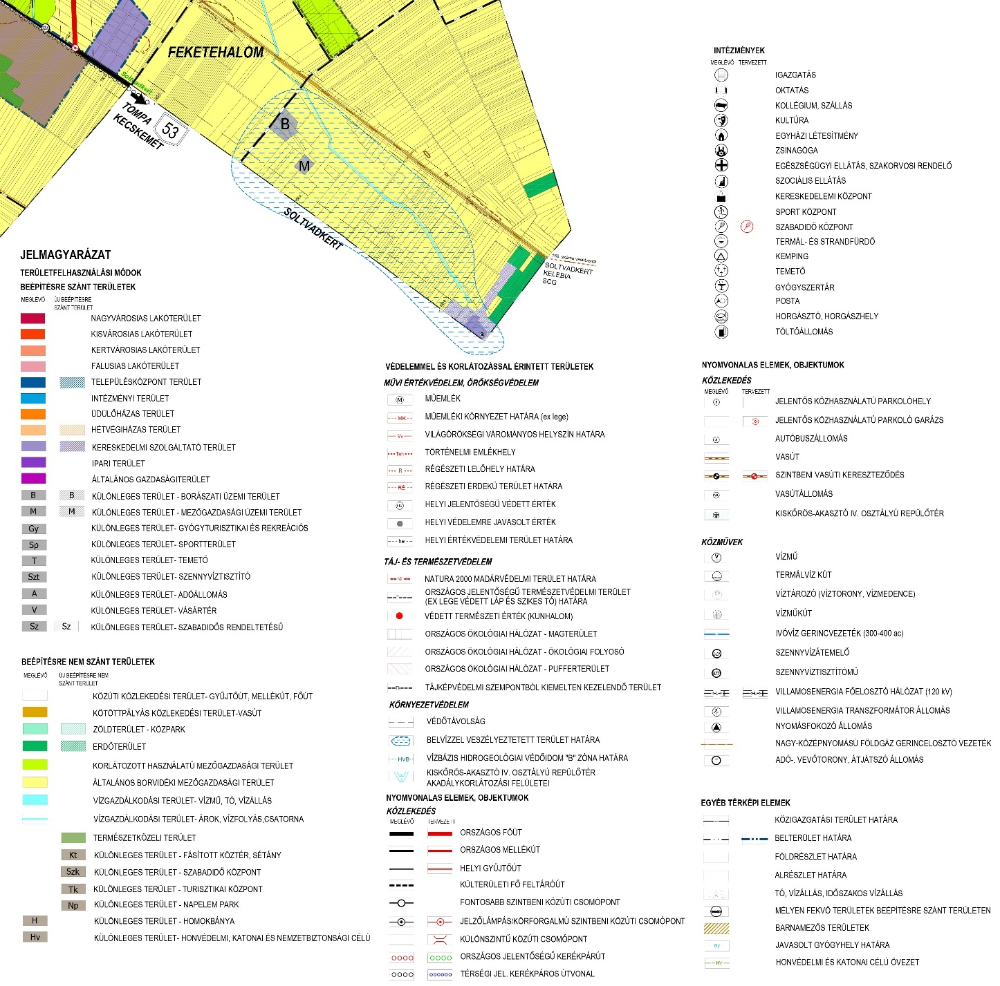 FEKETEHALOM
Soltvadkert
TOMPA
KECSKEMÉT
53
B
M
SOLTVADKERT
150. számú vasútvonal
SOLTVADKERT
KELEBIA
SCG
JELMAGYARÁZAT
TERÜLETFELHASZNÁLÁSI MÓDOK
BEÉPÍTÉSRE SZÁNT TERÜLETEK
MEGLÉVŐ ÚJ BEÉPÍTÉSRE
SZÁNT TERÜLET
NAGYVÁROSIAS LAKÓTERÜLET
KISVÁROSIAS LAKÓTERÜLET
KERTVÁROSIAS LAKÓTERÜLET
FALUSIAS LAKÓTERÜLET
TELEPÜLÉSKÖZPONT TERÜLET
INTÉZMÉNYI TERÜLET
ÜDÜLŐHÁZAS TERÜLET
HÉTVÉGIHÁZAS TERÜLET
KERESKEDELMI SZOLGÁLTATÓ TERÜLET
IPARI TERÜLET
ÁLTALÁNOS GAZDASÁGITERÜLET
B B KÜLÖNLEGES TERÜLET - BORÁSZATI ÜZEMI TERÜLET
M M KÜLÖNLEGES TERÜLET - MEZŐGAZDASÁGI ÜZEMI TERÜLET
Gy KÜLÖNLEGES TERÜLET- GYÓGYTURISZTIKAI ÉS REKREÁCIÓS
Sp KÜLÖNLEGES TERÜLET- SPORTTERÜLET
T KÜLÖNLEGES TERÜLET- TEMETŐ
Szt KÜLÖNLEGES TERÜLET- SZENNYVÍZTISZTÍTÓ
A KÜLÖNLEGES TERÜLET- ADÓÁLLOMÁS
V KÜLÖNLEGES TERÜLET- VÁSÁRTÉR
Sz Sz KÜLÖNLEGES TERÜLET- SZABADIDŐS RENDELTETÉSŰ
BEÉPÍTÉSRE NEM SZÁNT TERÜLETEK
MEGLÉVŐ ÚJ BEÉPÍTÉSRE NEM
SZÁNT TERÜLET
KÖZÚTI KÖZLEKEDÉSI TERÜLET- GYŰJTŐÚT, MELLÉKÚT, FŐÚT
KÖTÖTTPÁLYÁS KÖZLEKEDÉSI TERÜLET-VASÚT
ZÖLDTERÜLET - KÖZPARK
ERDŐTERÜLET
KORLÁTOZOTT HASZNÁLATÚ MEZŐGAZDASÁGI TERÜLET
ÁLTALÁNOS BORVIDÉKI MEZŐGAZDASÁGI TERÜLET
VÍZGAZDÁLKODÁSI TERÜLET- VÍZMŰ, TÓ, VÍZÁLLÁS
VÍZGAZDÁLKODÁSI TERÜLET- ÁROK, VÍZFOLYÁS,CSATORNA
TERMÉSZETKÖZELI TERÜLET
Kt KÜLÖNLEGES TERÜLET - FÁSÍTOTT KÖZTÉR, SÉTÁNY
Szk KÜLÖNLEGES TERÜLET - SZABADIDŐ KÖZPONT
Tk KÜLÖNLEGES TERÜLET - TURISZTIKAI KÖZPONT
Np KÜLÖNLEGES TERÜLET - NAPELEM PARK
H KÜLÖNLEGES TERÜLET - HOMOKBÁNYA
Hv KÜLÖNLEGES TERÜLET- HONVÉDELMI, KATONAI ÉS NEMZETBIZTONSÁGI CÉLÚ
VÉDELEMMEL ÉS KORLÁTOZÁSSAL ÉRINTETT TERÜLETEK
MŰVI ÉRTÉKVÉDELEM, ÖRÖKSÉGVÉDELEM
M MŰEMLÉK
MK MŰEMLÉKI KÖRNYEZET HATÁRA (ex lege)
Vv VILÁGÖRÖKSÉGI VÁROMÁNYOS HELYSZÍN HATÁRA
Teh TÖRTÉNELMI EMLÉKHELY
R RÉGÉSZETI LELŐHELY HATÁRA
RÉ RÉGÉSZETI ÉRDEKŰ TERÜLET HATÁRA
HV HELYI JELENTŐSÉGŰ VÉDETT ÉRTÉK
HELYI VÉDELEMRE JAVASOLT ÉRTÉK
hre HELYI ÉRTÉKVÉDELEMI TERÜLET HATÁRA
TÁJ- ÉS TERMÉSZETVÉDELEM
NATURA 2000 MADÁRVÉDELMI TERÜLET HATÁRA
ORSZÁGOS JELENTŐSÉGŰ TERMÉSZETVÉDELMI TERÜLET
(EX LEGE VÉDETT LÁP ÉS SZIKES TÓ) HATÁRA
VÉDETT TERMÉSZETI ÉRTÉK (KUNHALOM)
ORSZÁGOS ÖKOLÓGIAI HÁLÓZAT - MAGTERÜLET
ORSZÁGOS ÖKOLÓGIAI HÁLÓZAT - ÖKOLÓGIAI FOLYOSÓ
ORSZÁGOS ÖKOLÓGIAI HÁLÓZAT - PUFFERTERÜLET
Tk TÁJKÉPVÉDELMI SZEMPONTBÓL KIEMELTEN KEZELENDŐ TERÜLET
KÖRNYEZETVÉDELEM
VÉDŐTÁVOLSÁG
BELVÍZZEL VESZÉLYEZTETETT TERÜLET HATÁRA
HVB VÍZBÁZIS HIDROGEOLÓGIAI VÉDŐIDOM "B" ZÓNA HATÁRA
KISKŐRÖS-AKASZTÓ IV. OSZTÁLYÚ REPÜLŐTÉR
AKADÁLYKORLÁTOZÁSI FELÜLETEI
NYOMVONALAS ELEMEK, OBJEKTUMOK
KÖZLEKEDÉS
MEGLÉVŐ TERVEZETT
ORSZÁGOS FŐÚT
ORSZÁGOS MELLÉKÚT
HELYI GYŰJTŐÚT
KÜLTERÜLETI FŐ FELTÁRÓÚT
FONTOSABB SZINTBENI KÖZÚTI CSOMÓPONT
JELZŐLÁMPÁS/KÖRFORGALMÚ SZINTBENI KÖZÚTI CSOMÓPONT
KÜLÖNSZINTŰ KÖZÚTI CSOMÓPONT
ORSZÁGOS JELENTŐSÉGŰ KERÉKPÁRÚT
TÉRSÉGI JEL. KERÉKPÁROS ÚTVONAL
INTÉZMÉNYEK
MEGLÉVŐ TERVEZETT
IGAZGATÁS
OKTATÁS
KOLLÉGIUM, SZÁLLÁS
KULTÚRA
EGYHÁZI LÉTESÍTMÉNY
ZSINAGÓGA
EGÉSZSÉGÜGYI ELLÁTÁS, SZAKORVOSI RENDELŐ
SZOCIÁLIS ELLÁTÁS
KERESKEDELEMI KÖZPONT
SPORT KÖZPONT
SZABADIDŐ KÖZPONT
TERMÁL- ÉS STRANDFÜRDŐ
KEMPING
TEMETŐ
GYÓGYSZERTÁR
POSTA
HORGÁSZTÓ, HORGÁSZHELY
TÖLTŐÁLLOMÁS
NYOMVONALAS ELEMEK, OBJEKTUMOK
KÖZLEKEDÉS
MEGLÉVŐ TERVEZETT
JELENTŐS KÖZHASZNÁLATÚ PARKOLÓHELY
JELENTŐS KÖZHASZNÁLATÚ PARKOLÓ GARÁZS
AUTÓBUSZÁLLOMÁS
VASÚT
SZINTBENI VASÚTI KERESZTEZŐDÉS
VASÚTÁLLOMÁS
KISKŐRÖS-AKASZTÓ IV. OSZTÁLYÚ REPÜLŐTÉR
KÖZMŰVEK
V VÍZMŰ
TERMÁLVÍZ KÚT
VÍZTÁROZÓ (VÍZTORONY, VÍZMEDENCE)
VÍZMŰKÚT
IVÓVÍZ GERINCVEZETÉK (300-400 ac)
SZENNYVÍZÁTEMELŐ
SZENNYVÍZTISZTÍTÓMŰ
VILLAMOSENERGIA FŐELOSZTÓ HÁLÓZAT (120 kV)
VILLAMOSENERGIA TRANSZFORMÁTOR ÁLLOMÁS
NYOMÁSFOKOZÓ ÁLLOMÁS
NAGY-KÖZÉPNYOMÁSÚ FÖLDGÁZ GERINCELOSZTÓ VEZETÉK
ADÓ-, VEVŐTORONY, ÁTJÁTSZÓ ÁLLOMÁS
EGYÉB TÉRKÉPI ELEMEK
KÖZIGAZGATÁSI TERÜLET HATÁRA
BELTERÜLET HATÁRA
FÖLDRÉSZLET HATÁRA
ALRÉSZLET HATÁRA
TÓ, VÍZÁLLÁS, IDŐSZAKOS VÍZÁLLÁS
MÉLYEN FEKVŐ TERÜLETEK BEÉPÍTÉSRE SZÁNT TERÜLETEN
BARNAMEZŐS TERÜLETEK
Gy JAVASOLT GYÓGYHELY HATÁRA
HV HONVÉDELMI ÉS KATONAI CÉLÚ ÖVEZET